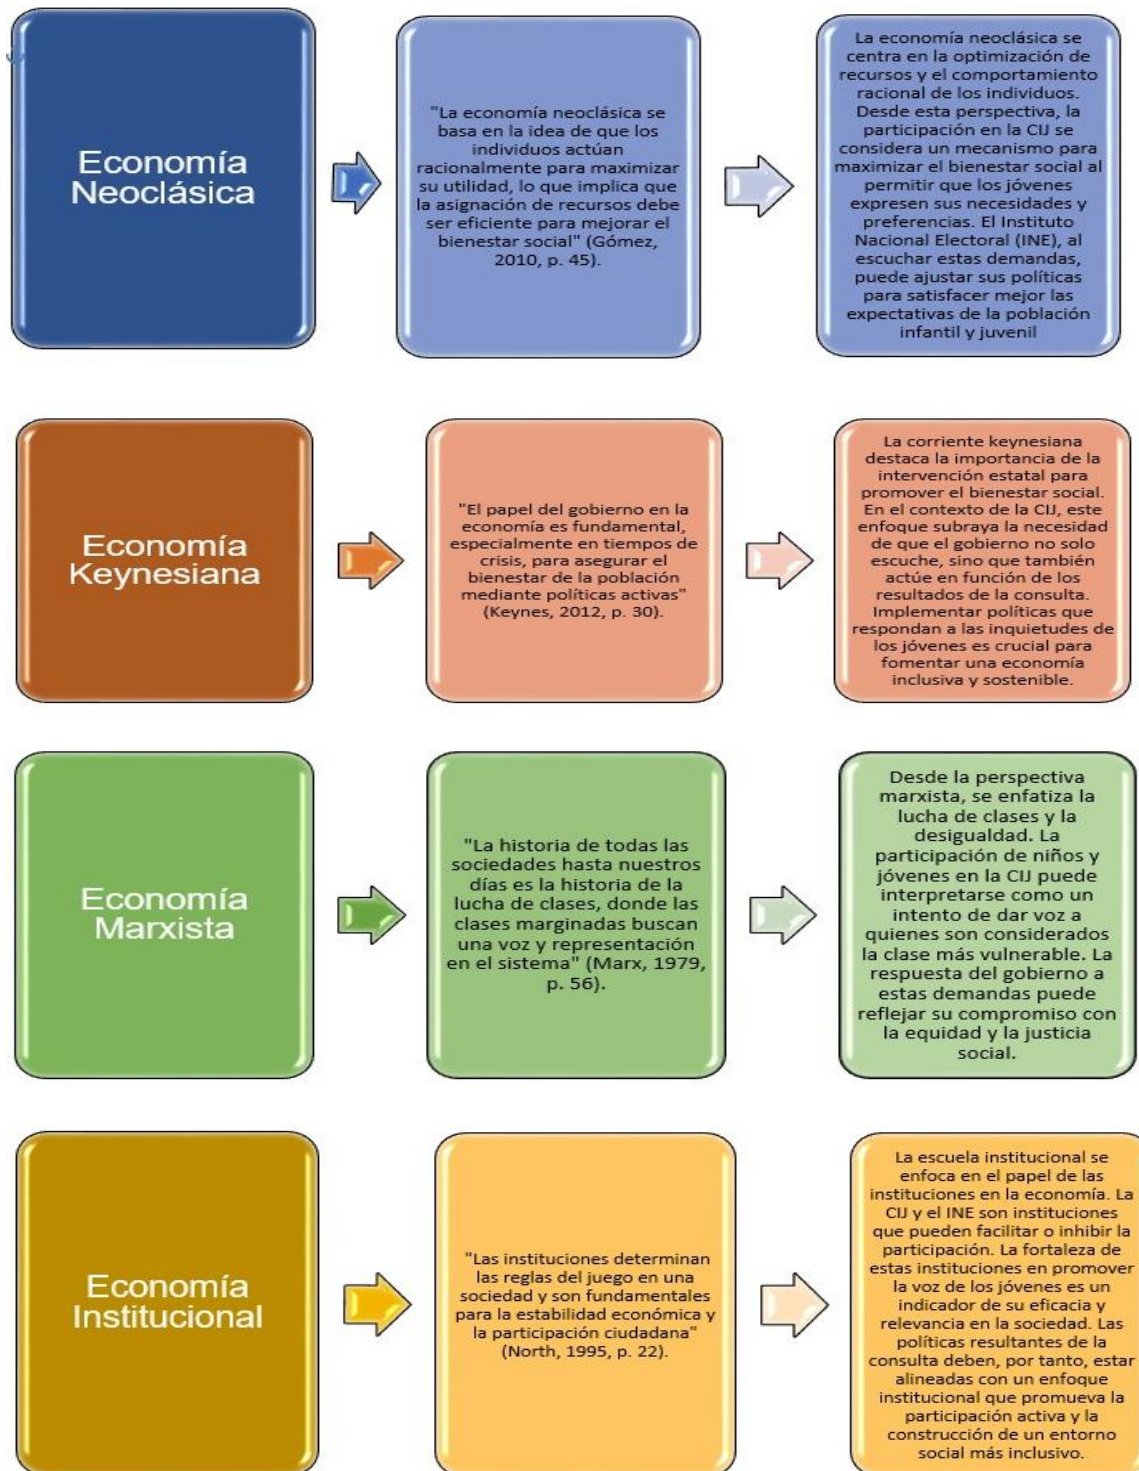 Economía
Neoclásica
"La economía neoclásica se
basa en la idea de que los
individuos actúan
racionalmente para maximizar
su utilidad, lo que implica que
la asignación de recursos debe
ser eficiente para mejorar el
bienestar social" (Gómez,
2010, p. 45).
La economía neoclásica se
centra en la optimización de
recursos y el comportamiento
racional de los individuos.
Desde esta perspectiva, la
participación en la CIJ se
considera un mecanismo para
maximizar el bienestar social al
permitir que los jóvenes
expresen sus necesidades y
preferencias. El Instituto
Nacional Electoral (INE), al
escuchar estas demandas,
puede ajustar sus políticas
para satisfacer mejor las
expectativas de la población
infantil y juvenil
Economía
Keynesiana
"El papel del gobierno en la
economía es fundamental,
especialmente en tiempos de
crisis, para asegurar el
bienestar de la población
mediante políticas activas"
(Keynes, 2012, p. 30).
La corriente keynesiana
destaca la importancia de la
intervención estatal para
promover el bienestar social.
En el contexto de la CIJ, este
enfoque subraya la necesidad
de que el gobierno no solo
escuche, sino que también
actúe en función de los
resultados de la consulta.
Implementar políticas que
respondan a las inquietudes de
los jóvenes es crucial para
fomentar una economía
inclusiva y sostenible.
Economía
Marxista
"La historia de todas las
sociedades hasta nuestros
días es la historia de la
lucha de clases, donde las
clases marginadas buscan
una voz y representación
en el sistema" (Marx, 1979,
p. 56).
Desde la perspectiva
marxista, se enfatiza la
lucha de clases y la
desigualdad. La
participación de niños y
jóvenes en la CIJ puede
interpretarse como un
intento de dar voz a
quienes son considerados
la clase más vulnerable. La
respuesta del gobierno a
estas demandas puede
reflejar su compromiso con
la equidad y la justicia
social.
Economía
Institucional
"Las instituciones determinan
las reglas del juego en una
sociedad y son fundamentales
para la estabilidad económica y
la participación ciudadana"
(North, 1995, p. 22).
La escuela institucional se
enfoca en el papel de las
instituciones en la economía. La
CIJ y el INE son instituciones
que pueden facilitar o inhibir la
participación. La fortaleza de
estas instituciones en promover
la voz de los jóvenes es un
indicador de su eficacia y
relevancia en la sociedad. Las
políticas resultantes de la
consulta deben, por tanto, estar
alineadas con un enfoque
institucional que promueva la
participación activa y la
construcción de un entorno
social más inclusivo.